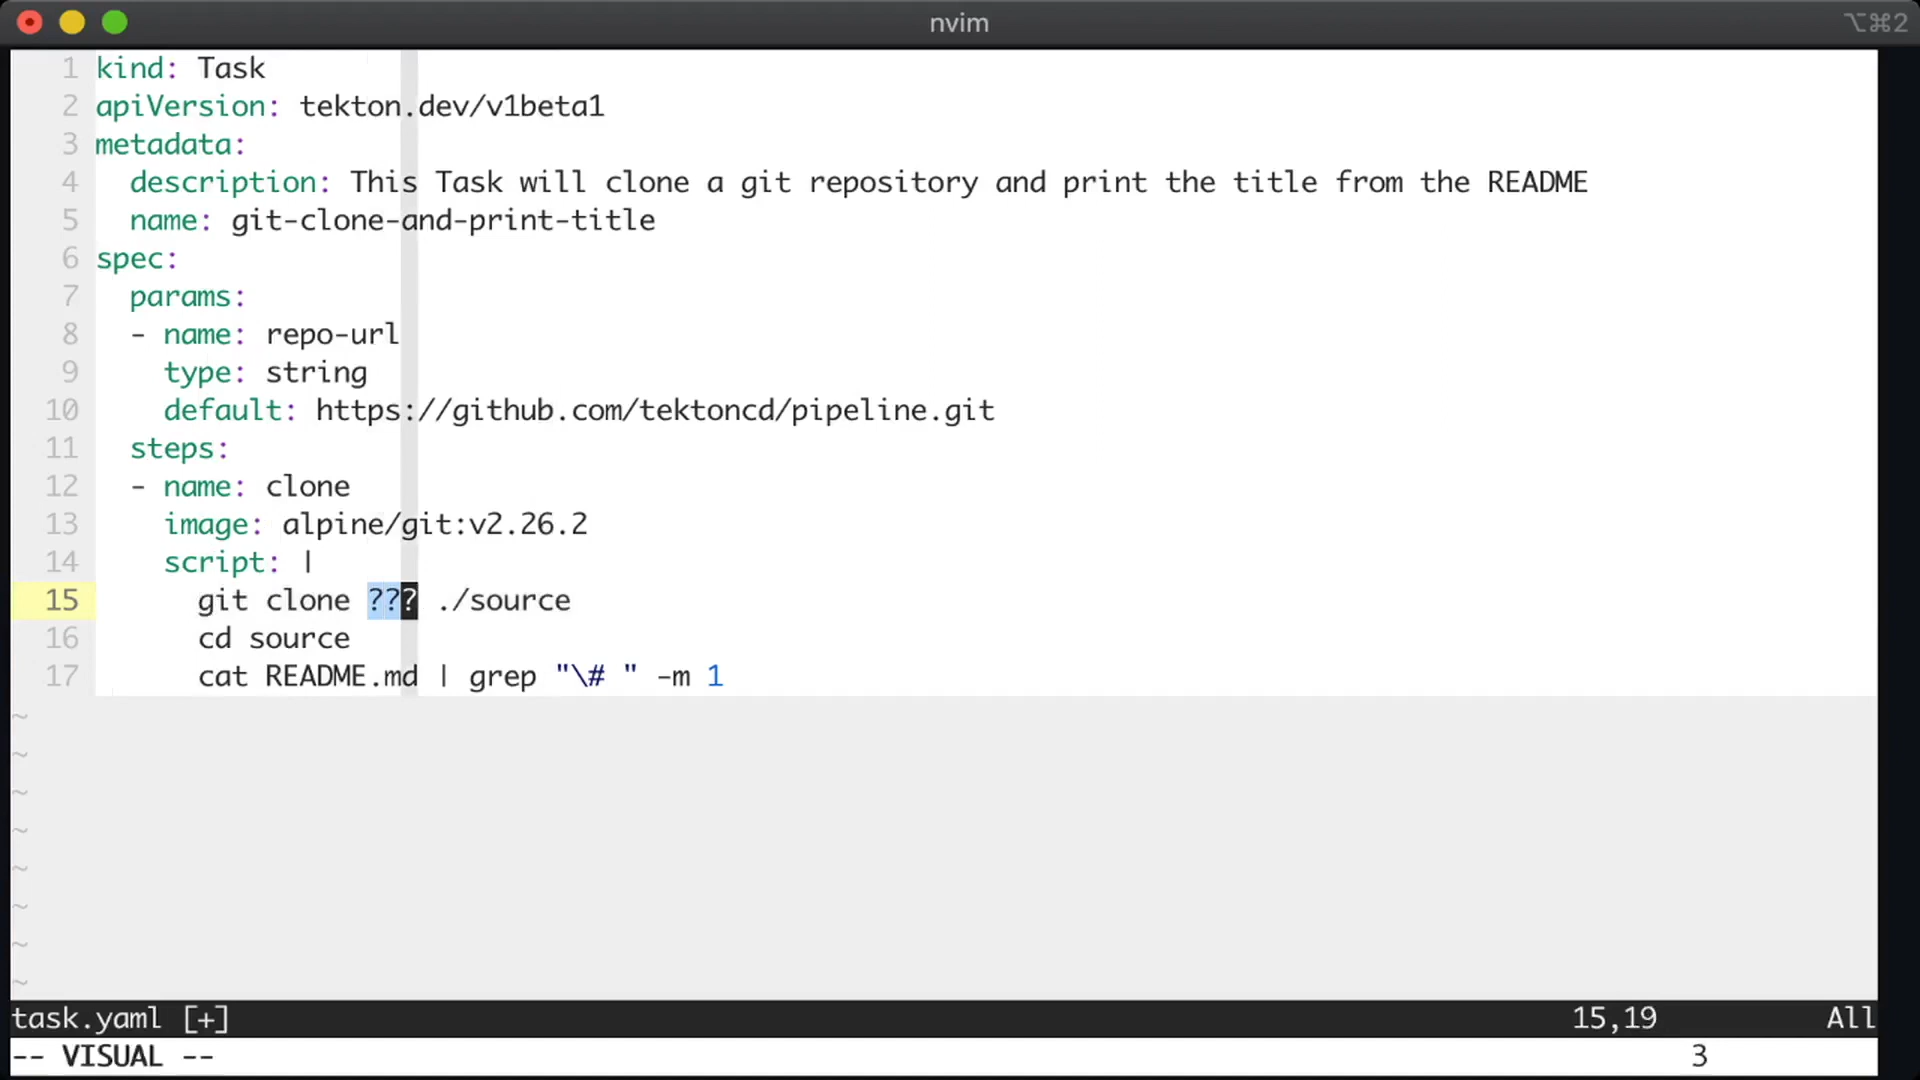 nvim
⌥⌘2
1 kind: Task
2 apiVersion: tekton.dev/v1beta1
3 metadata:
4   description: This Task will clone a git repository and print the title from the README
5   name: git-clone-and-print-title
6 spec:
7   params:
8   - name: repo-url
9     type: string
10     default: https://github.com/tektoncd/pipeline.git
11   steps:
12   - name: clone
13     image: alpine/git:v2.26.2
14     script: |
15       git clone ??? ./source
16       cd source
17       cat README.md | grep "\# " -m 1
~
~
~
~
~
~
~
~
task.yaml [+] 15,19 All
-- VISUAL -- 3